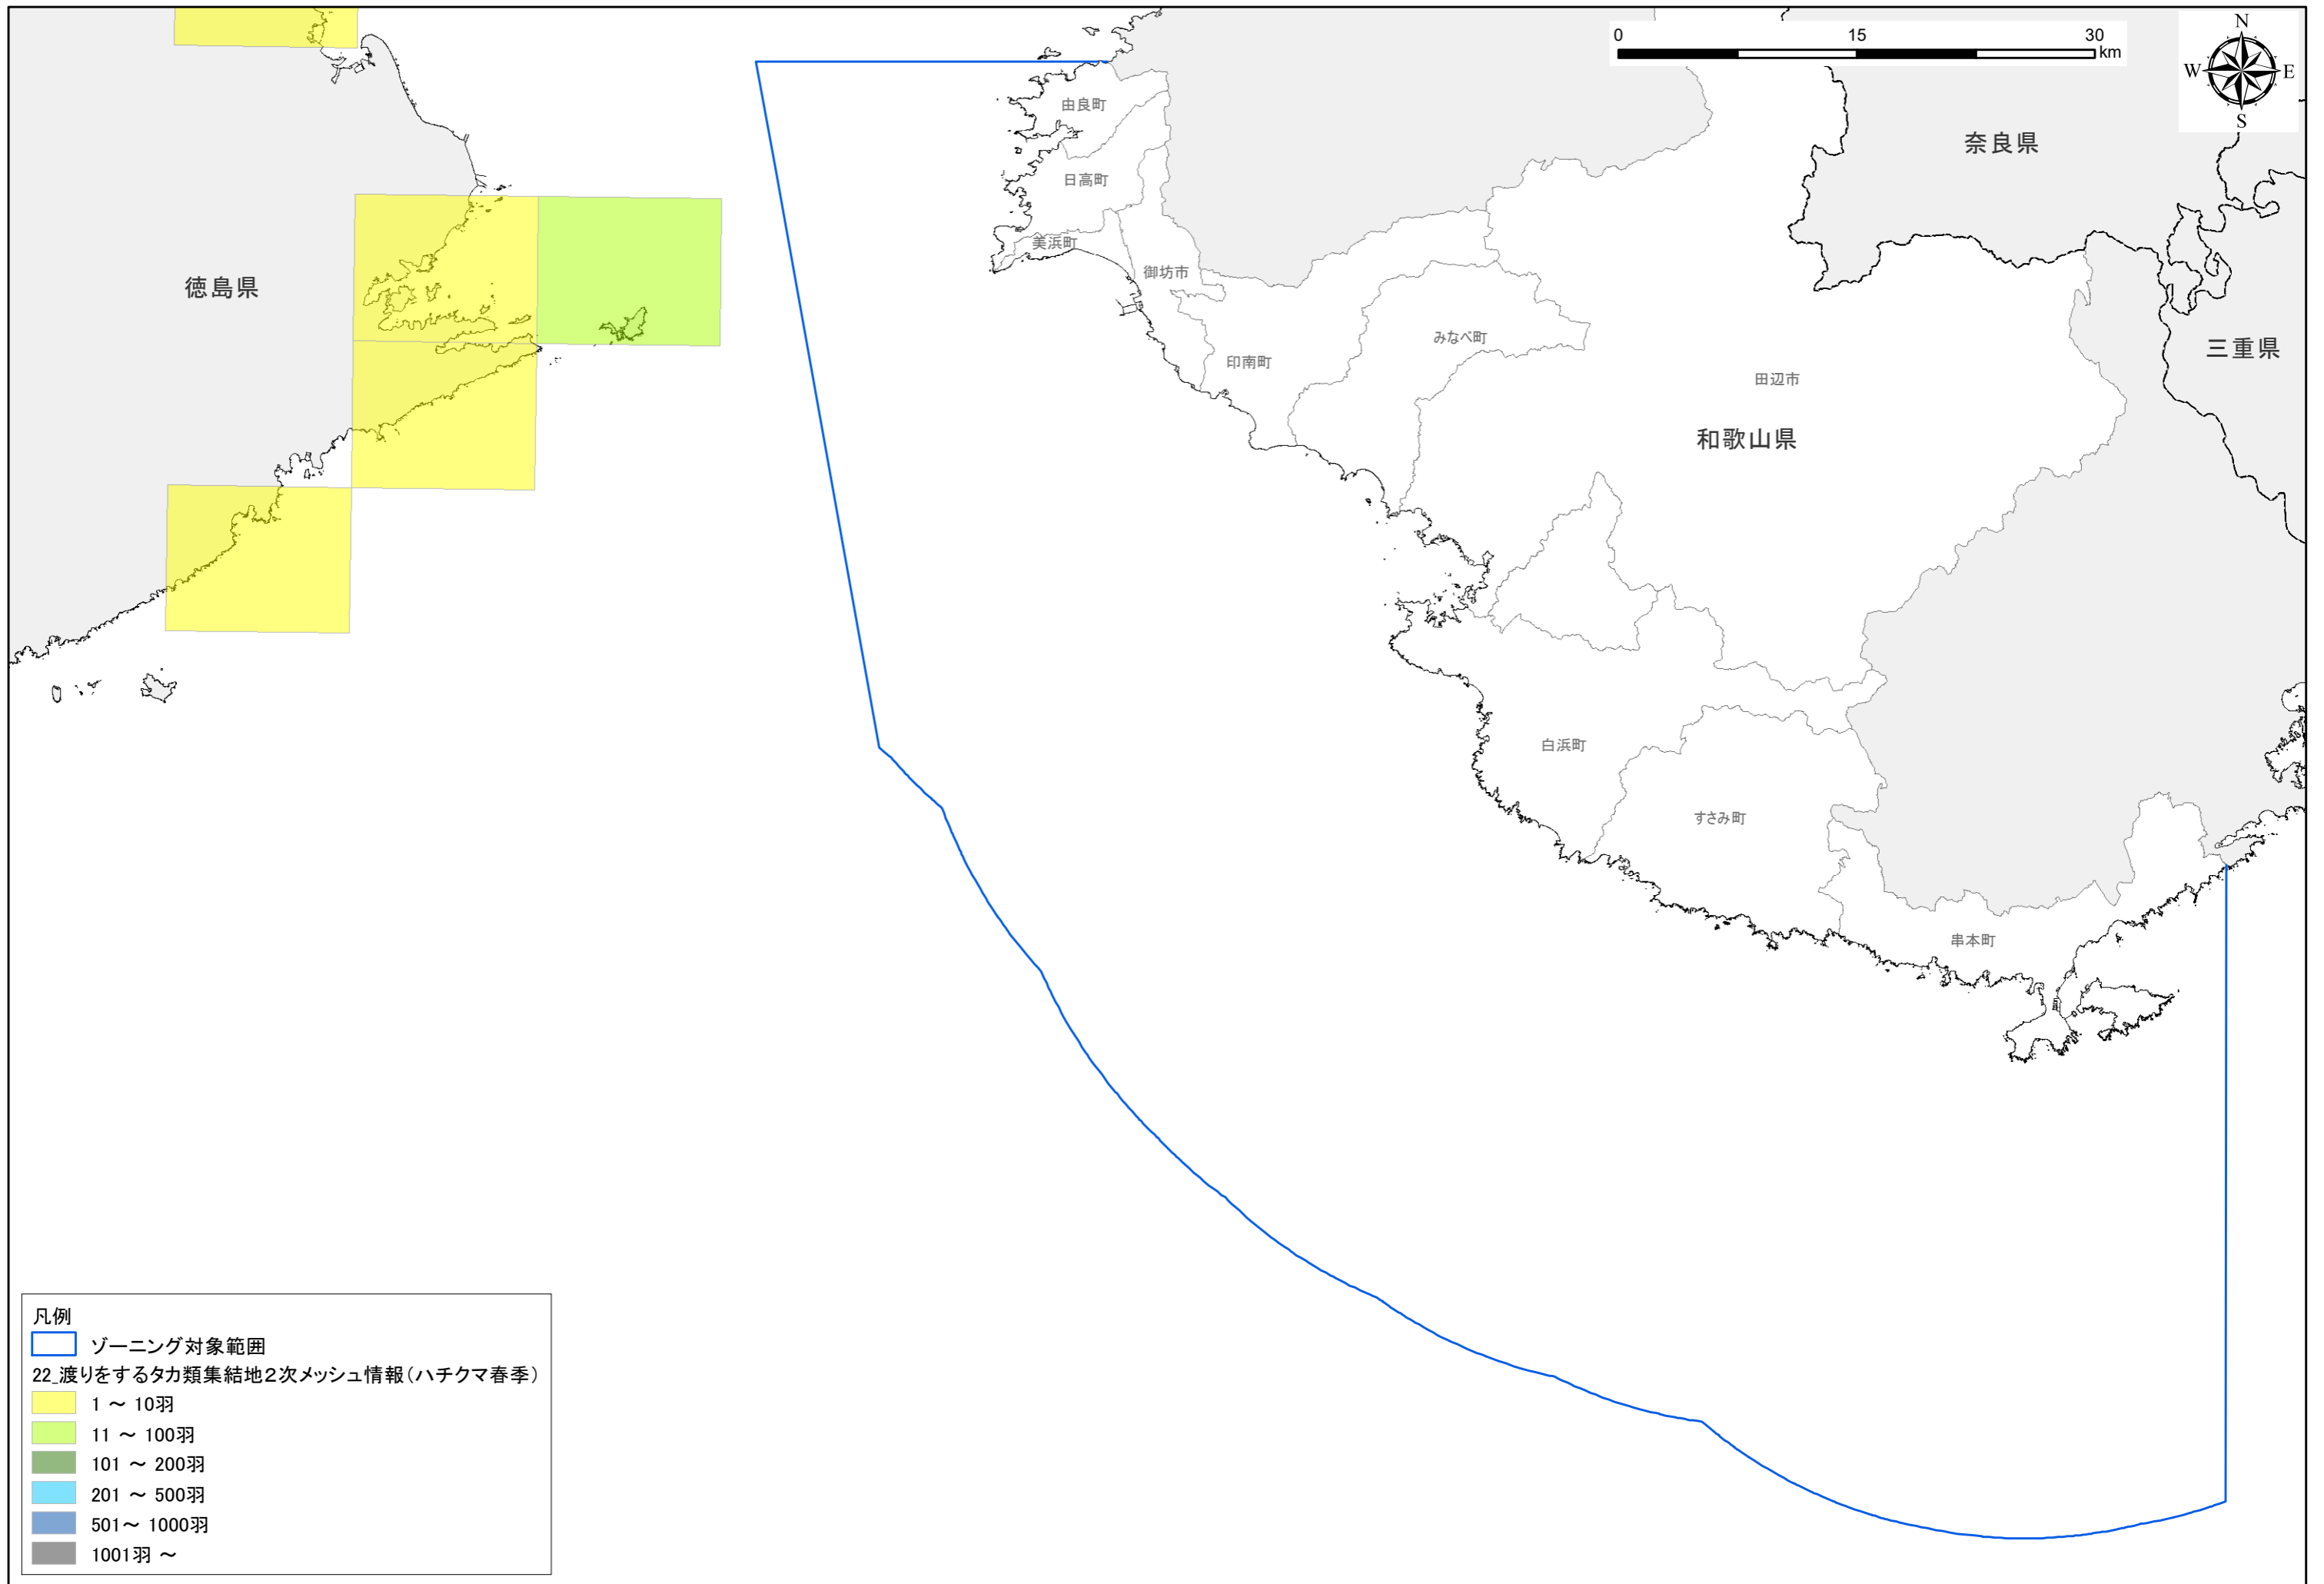 0 15 30
km
N
W E
S
由良町
奈良県
日高町
美浜町
御坊市
徳島県
みなべ町
三重県
印南町
田辺市
和歌山県
白浜町
すさみ町
串本町
凡例
ゾーニング対象範囲
22_渡りをするタカ類集結地2次メッシュ情報(ハチクマ春季)
1 ～ 10羽
11 ～ 100羽
101 ～ 200羽
201 ～ 500羽
501～ 1000羽
1001羽 ～